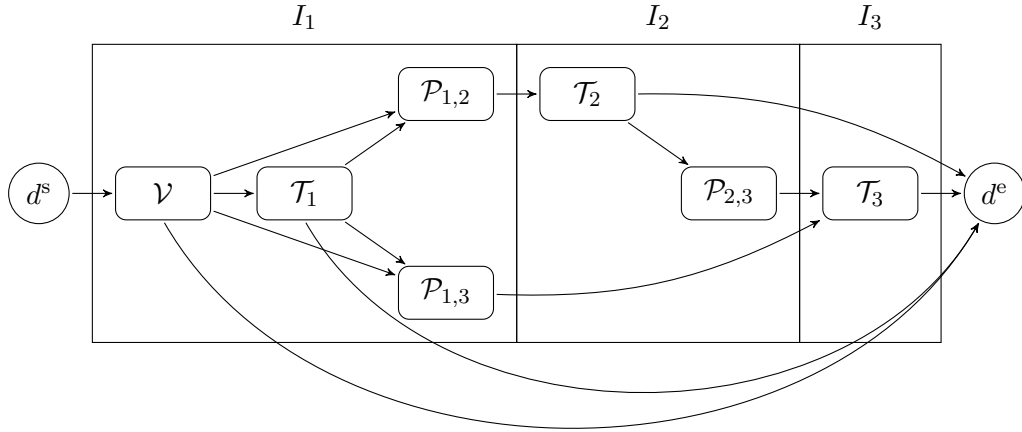 I₁ I₂ I₃
𝒫₁,₂ 𝒯₂
dˢ 𝒱 𝒯₁ 𝒫₂,₃ 𝒯₃ dᵉ
𝒫₁,₃